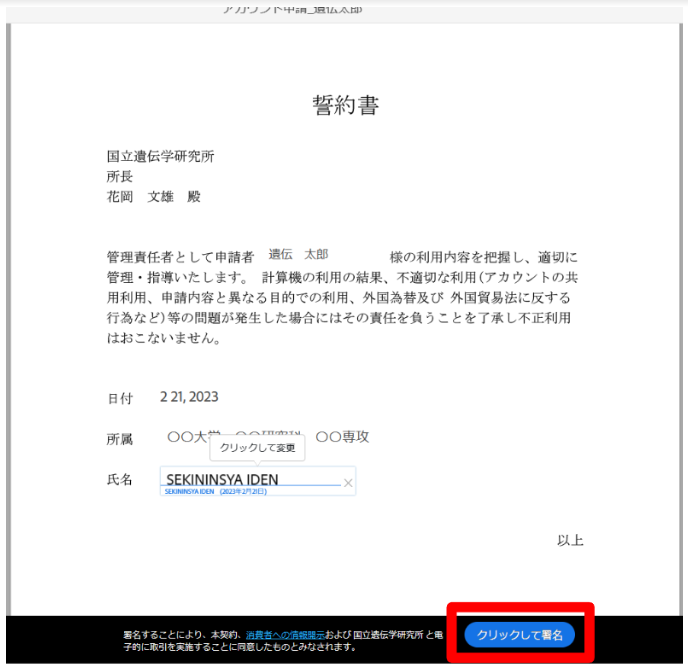 アカウント申請_遺伝太郎
誓約書
国立遺伝学研究所
所長
花岡 文雄 殿
管理責任者として申請者 遺伝 太郎 様の利用内容を把握し、適切に
管理・指導いたします。 計算機の利用の結果、不適切な利用(アカウントの共
用利用、申請内容と異なる目的での利用、外国為替及び 外国貿易法に反する
行為など)等の問題が発生した場合にはその責任を負うことを了承し不正利用
はおこないません。
日付 2 21, 2023
所属 〇〇大学 〇〇研究科 〇〇専攻
クリックして変更
氏名 SEKININSYA IDEN
SEKININSYA IDEN (2023年2月21日)
以上
署名することにより、本契約、消費者への情報開示および 国立遺伝学研究所 と電
子的に取引を実施することに同意したものとみなされます。
クリックして署名